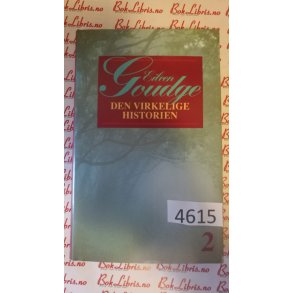 Eileen
Goudge
DEN VIRKELIGE
HISTORIEN
4615
2
BokLibris.no